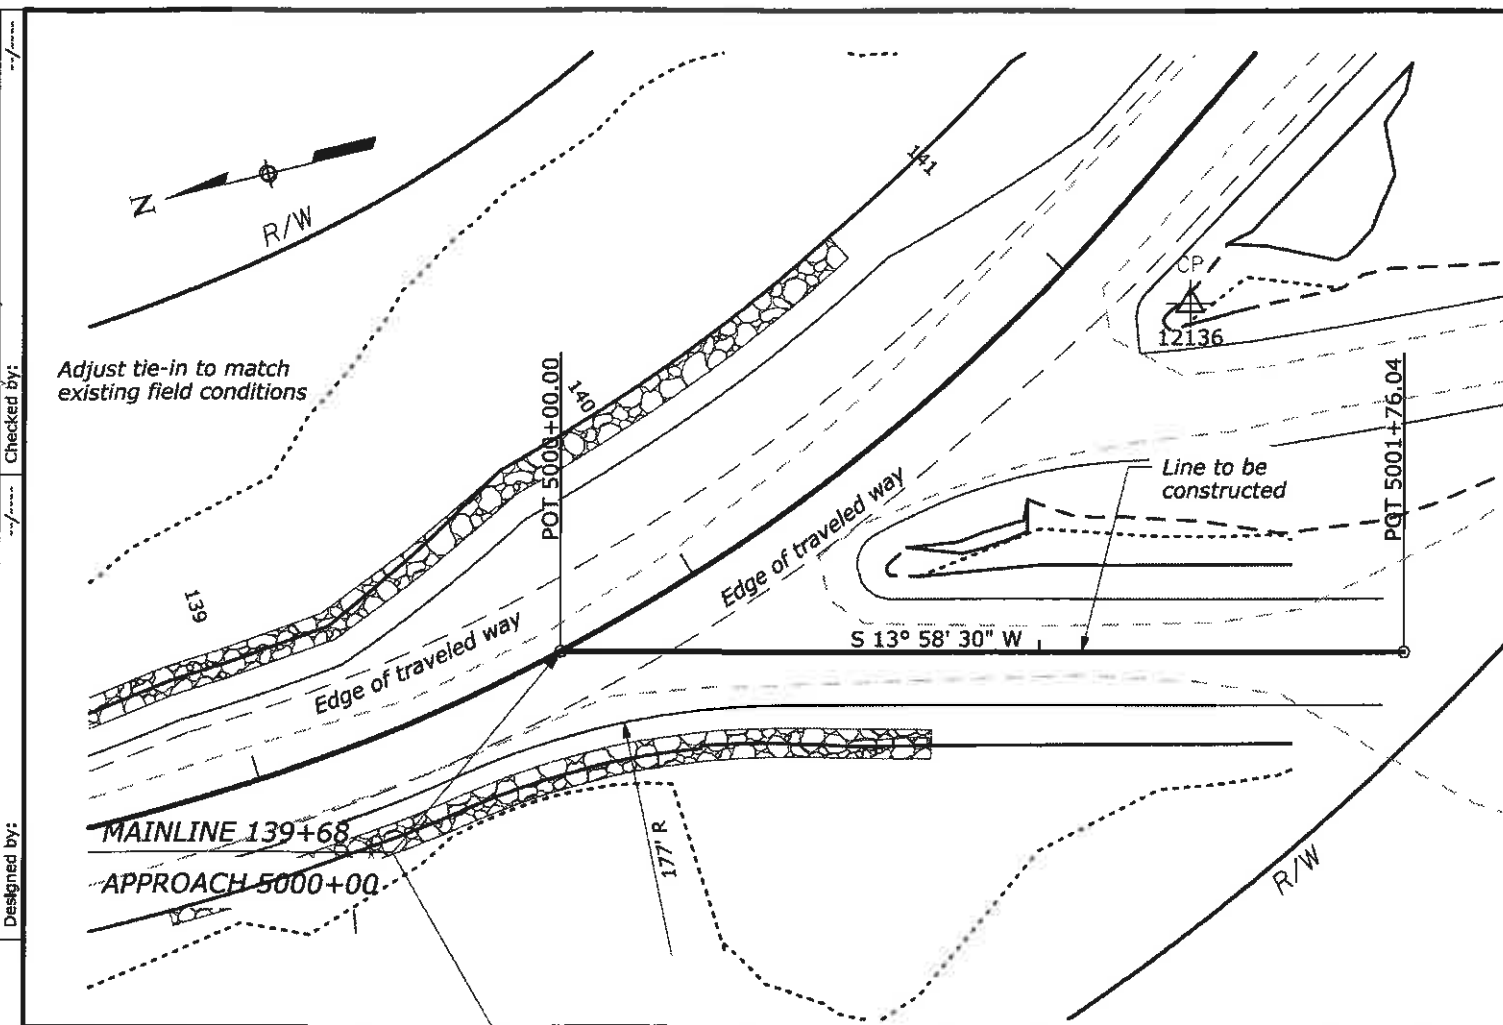 N
R/W
141
CP
12136
Adjust tie-in to match
existing field conditions
140
POT 5000+00.00
POT 5001+76.04
Line to be
constructed
Edge of traveled way
139
S 13° 58' 30" W
Edge of traveled way
MAINLINE 139+68
APPROACH 5000+00
177' R
R/W
Checked by:
Designed by:
--/----
--/----